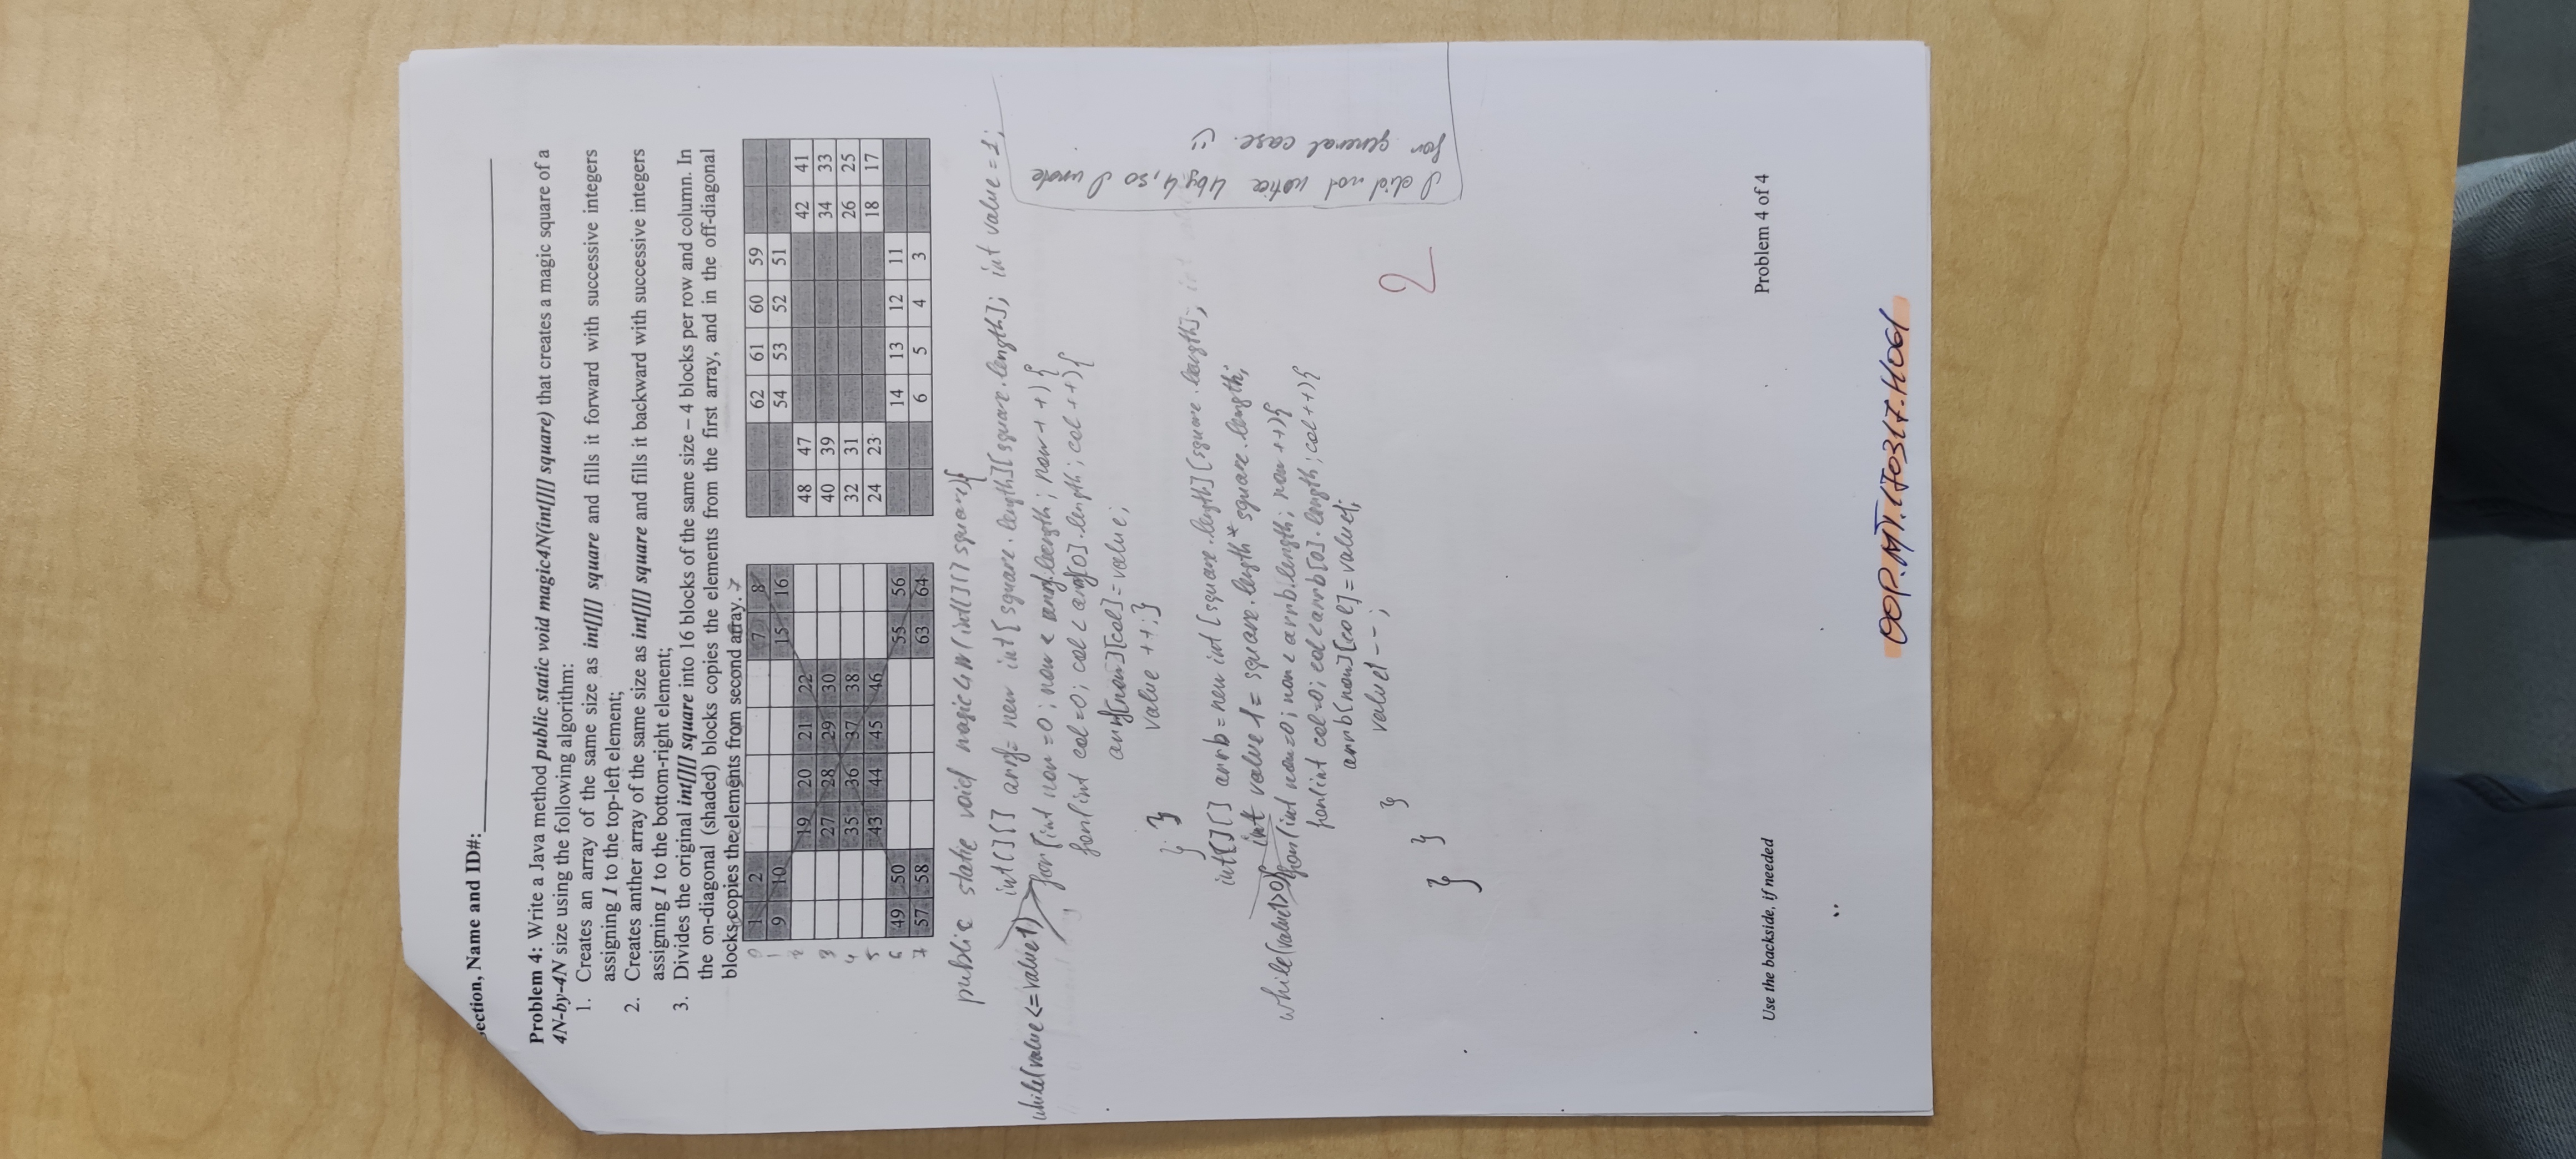 ection, Name and ID#:
Problem 4: Write a Java method public static void magic4N(int[][] square) that creates a magic square of a
4N-by-4N size using the following algorithm:
1. Creates an array of the same size as int[][] square and fills it forward with successive integers
assigning 1 to the top-left element;
2. Creates anther array of the same size as int[][] square and fills it backward with successive integers
assigning 1 to the bottom-right element;
3. Divides the original int[][] square into 16 blocks of the same size – 4 blocks per row and column. In
the on-diagonal (shaded) blocks copies the elements from the first array, and in the off-diagonal
blocks copies the elements from second array. 7
0 1 2 7 8 62 61 60 59
1 9 10 15 16 54 53 52 51
2 19 20 21 22 48 47 42 41
3 27 28 29 30 40 39 34 33
4 35 36 37 38 32 31 26 25
5 43 44 45 46 24 23 18 17
6 49 50 55 56 14 13 12 11
7 57 58 63 64 6 5 4 3
public static void magic4N(int[][] square){
int[][] arrf= new int[square.length][square.length]; int value=1;
while(value<=value1)
for(int row=0; row < arrf.length; row++){
for(int col=0; col < arrf[0].length; col++){
arrf[row][col]=value;
value++;}
}
}
int[][] arrb=new int[square.length][square.length];
int value1= square.length* square.length;
while(value1>0){
for(int row=0; row<arrb.length; row++){
for(int col=0; col<arrb[0].length; col++){
arrb[row][col]=value1;
value1--;
}
}
}
I did not notice 4by4, so I wrote
for general case. :)
2
Use the backside, if needed
Problem 4 of 4
OOP.MT.170317.H061